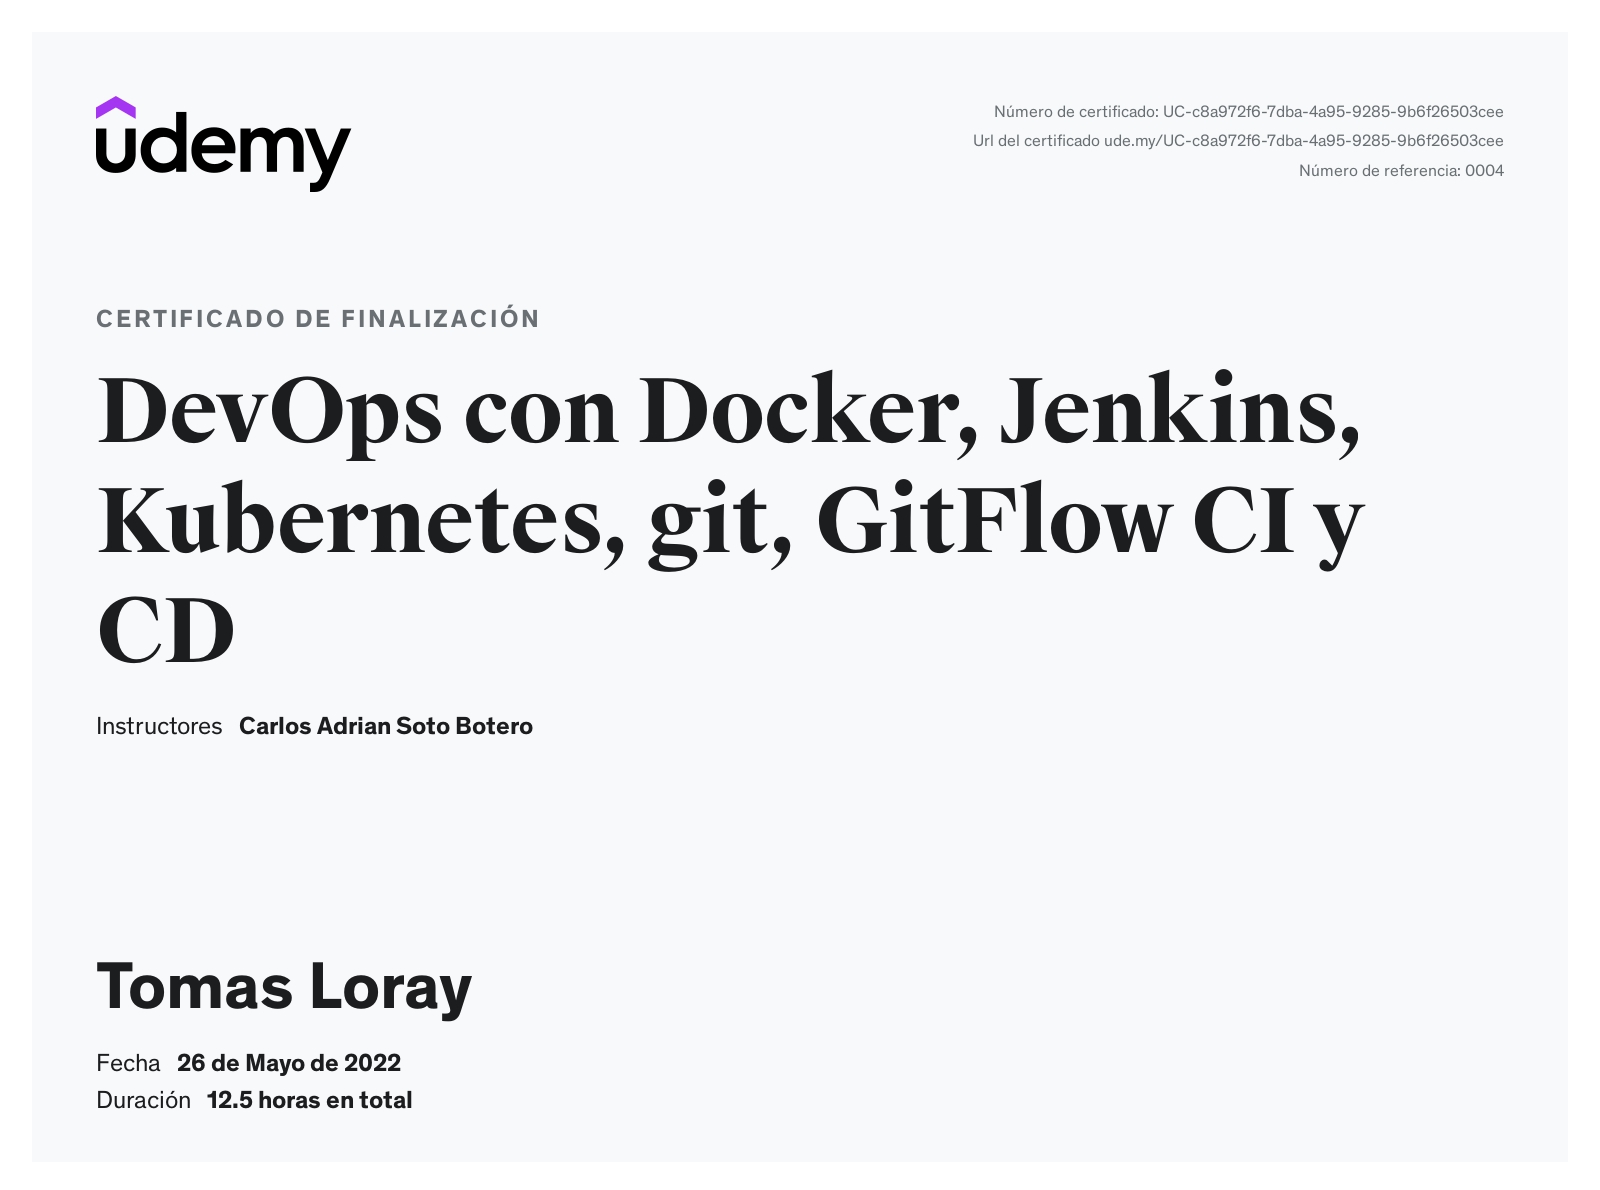 udemy
Número de certificado: UC-c8a972f6-7dba-4a95-9285-9b6f26503cee
Url del certificado ude.my/UC-c8a972f6-7dba-4a95-9285-9b6f26503cee
Número de referencia: 0004
CERTIFICADO DE FINALIZACIÓN
DevOps con Docker, Jenkins,
Kubernetes, git, GitFlow CI y
CD
Instructores Carlos Adrian Soto Botero
Tomas Loray
Fecha 26 de Mayo de 2022
Duración 12.5 horas en total